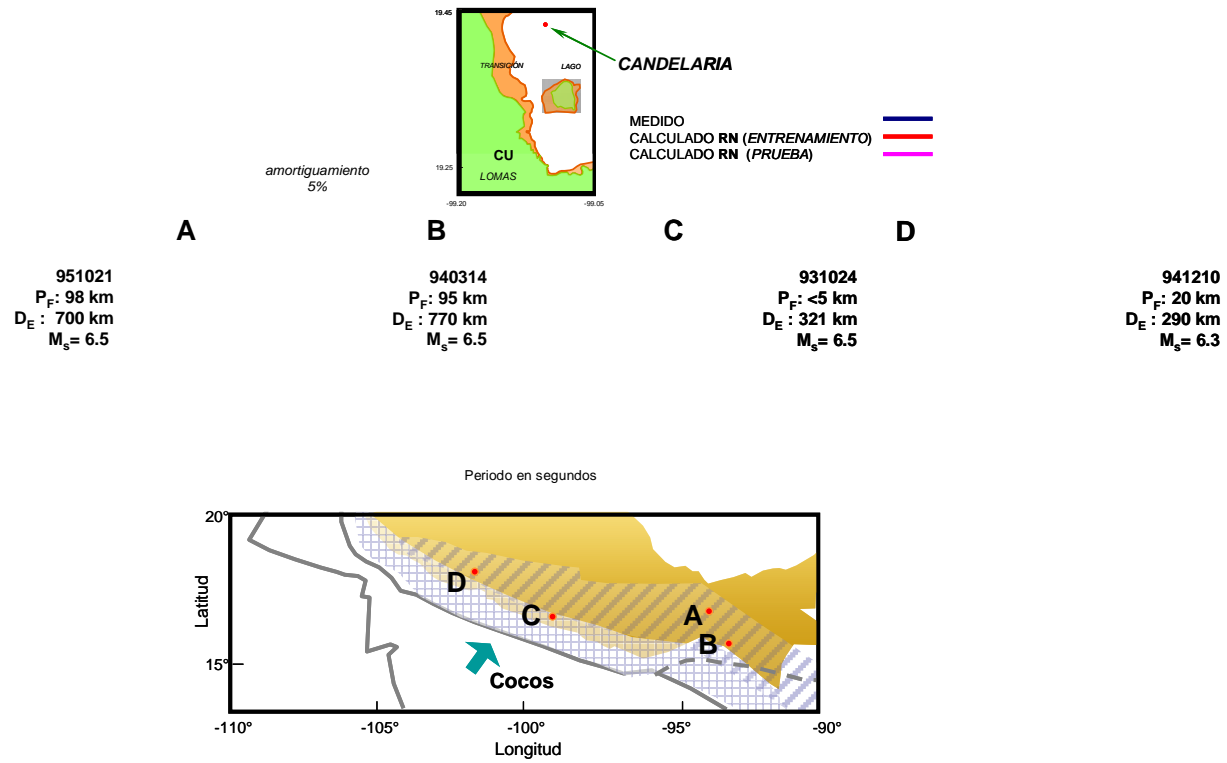 19.45
TRANSICIÓN
LAGO
CANDELARIA
MEDIDO
CALCULADO RN (ENTRENAMIENTO)
CALCULADO RN (PRUEBA)
19.25
CU
LOMAS
-99.20
-99.05
amortiguamiento
5%
A
B
C
D
951021
PF: 98 km
DE : 700 km
Ms= 6.5
940314
PF: 95 km
DE : 770 km
Ms= 6.5
931024
PF: <5 km
DE : 321 km
Ms= 6.5
941210
PF: 20 km
DE : 290 km
Ms= 6.3
Periodo en segundos
20°
15°
Latitud
D
C
A
B
Cocos
-110°
-105°
-100°
-95°
-90°
Longitud